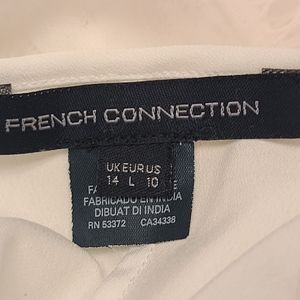 FRENCH CONNECTION
UK EUR US
14 L 10
FABRICADO EN INDIA
DIBUAT DI INDIA
RN 53372 CA34338